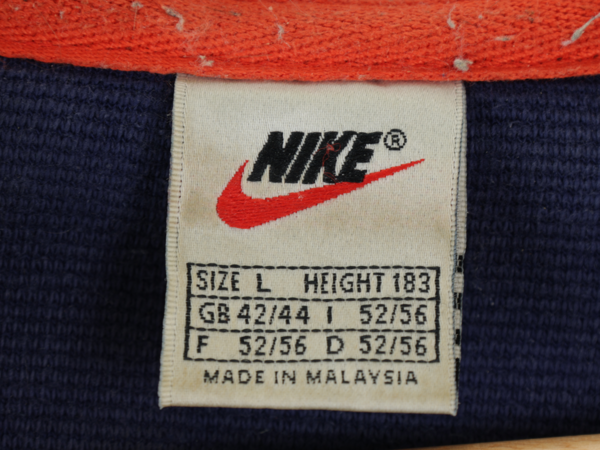 NIKE®
SIZE L HEIGHT 183
GB 42/44 I 52/56
F 52/56 D 52/56
MADE IN MALAYSIA